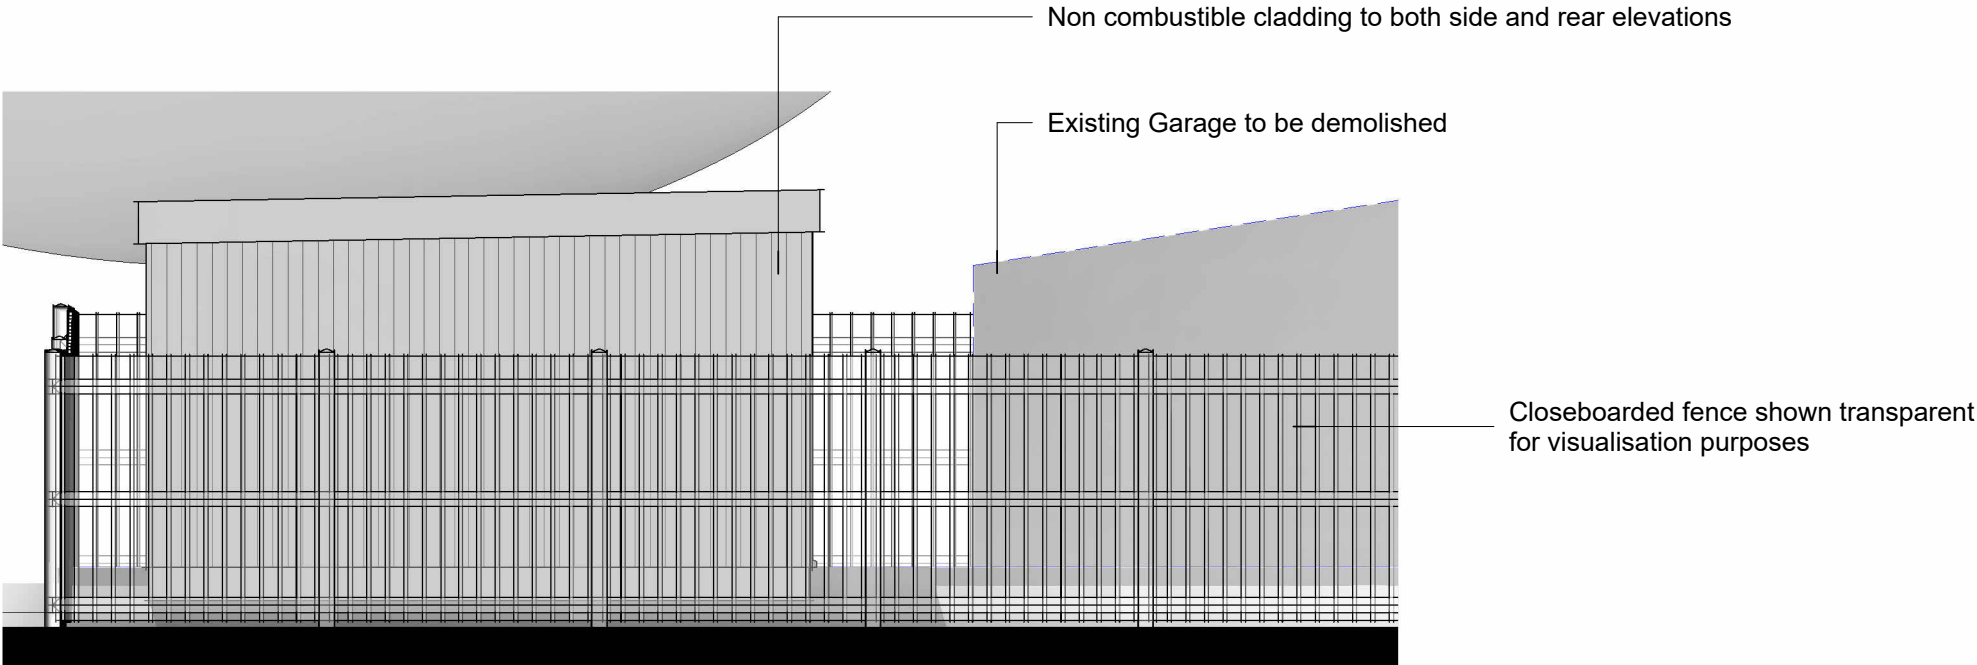 Non combustible cladding to both side and rear elevations
Existing Garage to be demolished
Closeboarded fence shown transparent
for visualisation purposes